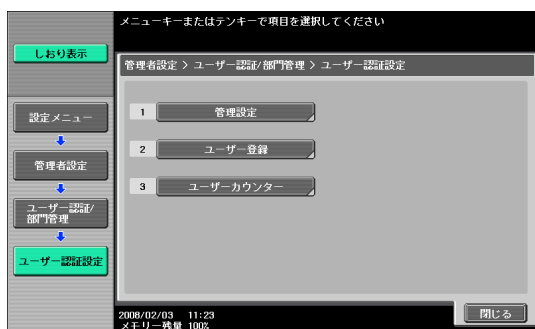 メニューキーまたはテンキーで項目を選択してください
しおり表示
管理者設定 > ユーザー認証/部門管理 > ユーザー認証設定
設定メニュー
管理者設定
ユーザー認証/
部門管理
ユーザー認証設定
1 管理設定
2 ユーザー登録
3 ユーザーカウンター
2008/02/03 11:23
メモリー残量 100%
閉じる